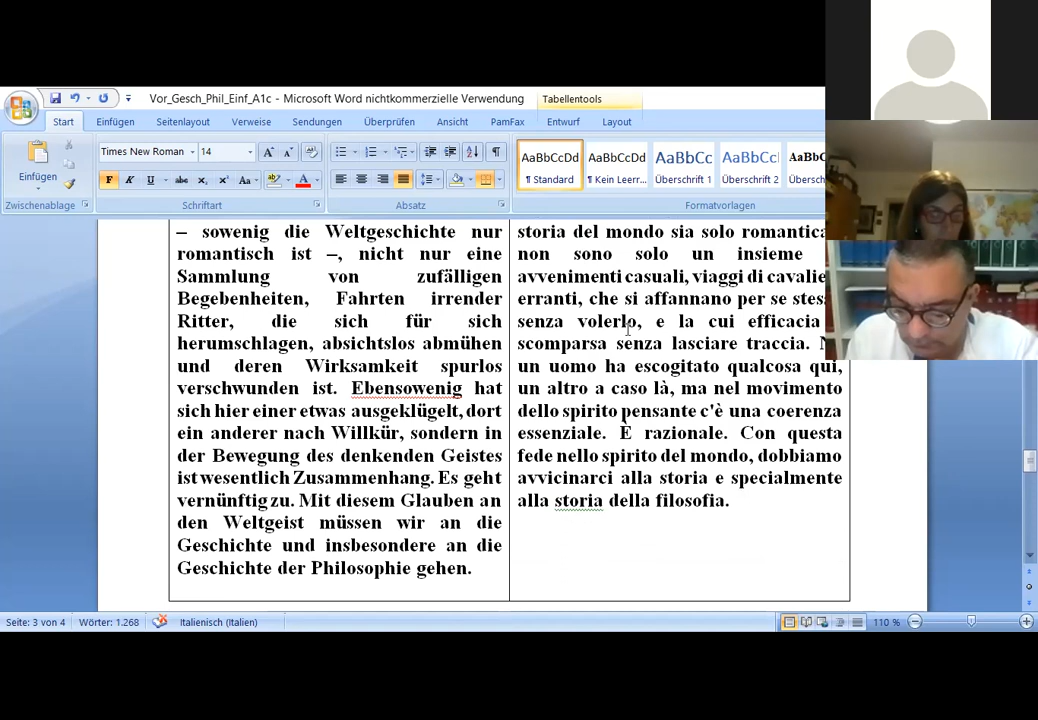 Vor_Gesch_Phil_Einf_A1c - Microsoft Word nichtkommerzielle Verwendung
Tabellentools
Start Einfügen Seitenlayout Verweise Sendungen Überprüfen Ansicht PamFax Entwurf Layout
Einfügen
Times New Roman 14
F K U abc x₂ x² Aa
AaBbCcDd AaBbCcDd AaBbCc AaBbCc
¶ Standard ¶ Kein Leerr... Überschrift 1 Überschrift 2
Zwischenablage Schriftart Absatz Formatvorlagen
– sowenig die Weltgeschichte nur
romantisch ist –, nicht nur eine
Sammlung von zufälligen
Begebenheiten, Fahrten irrender
Ritter, die sich für sich
herumschlagen, absichtslos abmühen
und deren Wirksamkeit spurlos
verschwunden ist. Ebensowenig hat
sich hier einer etwas ausgeklügelt, dort
ein anderer nach Willkür, sondern in
der Bewegung des denkenden Geistes
ist wesentlich Zusammenhang. Es geht
vernünftig zu. Mit diesem Glauben an
den Weltgeist müssen wir an die
Geschichte und insbesondere an die
Geschichte der Philosophie gehen.
storia del mondo sia solo romantica
non sono solo un insieme
avvenimenti casuali, viaggi di
erranti, che si affannano per se
senza volerlo, e la cui efficacia
scomparsa senza lasciare traccia.
un uomo ha escogitato qualcosa qui,
un altro a caso là, ma nel movimento
dello spirito pensante c'è una coerenza
essenziale. È razionale. Con questa
fede nello spirito del mondo, dobbiamo
avvicinarci alla storia e specialmente
alla storia della filosofia.
Seite: 3 von 4 Wörter: 1.268 Italienisch (Italien) 110 %